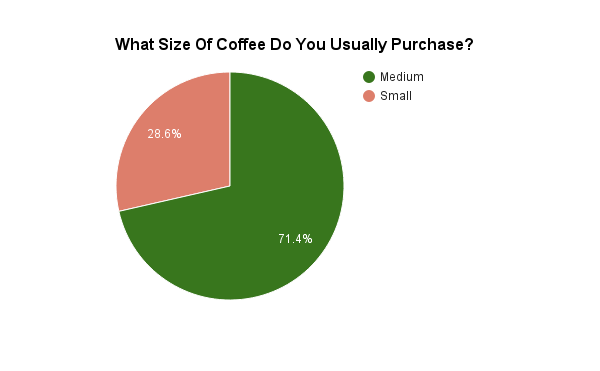 What Size Of Coffee Do You Usually Purchase?
Medium
Small
28.6%
71.4%